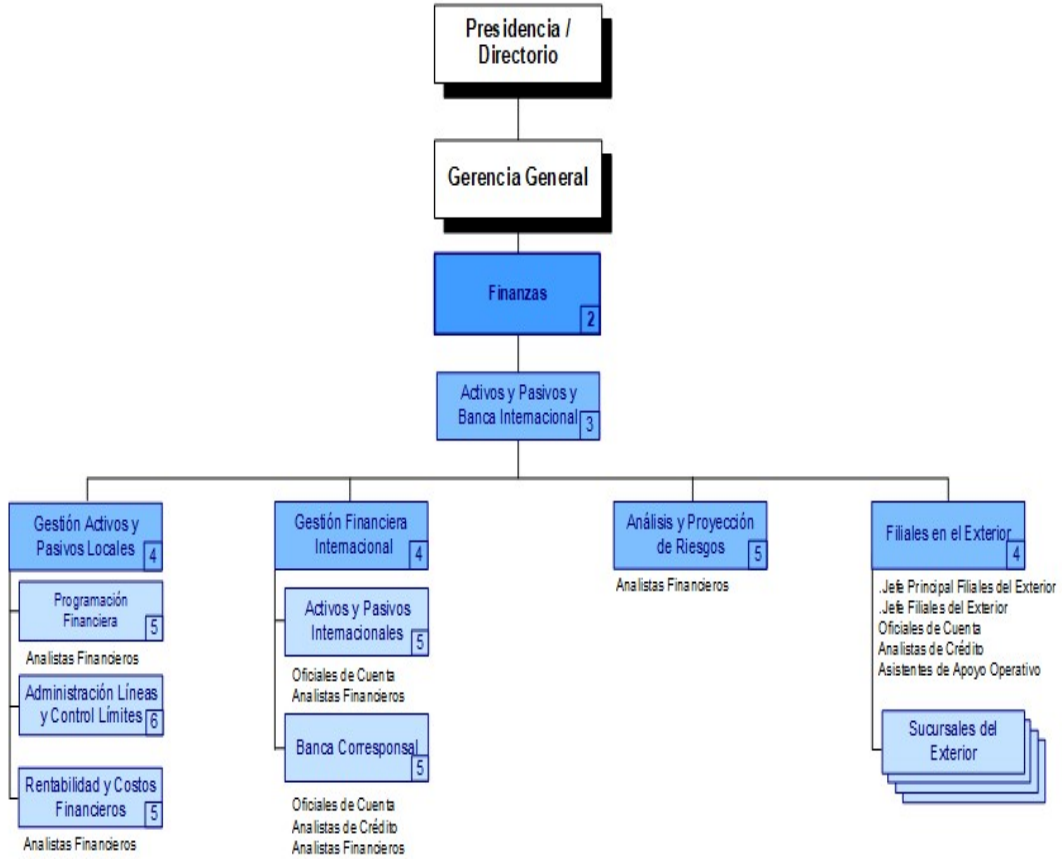 Presidencia /
Directorio
Gerencia General
Finanzas
2
Activos y Pasivos y
Banca Internacional
3
Gestión Activos y
Pasivos Locales
4
Programación
Financiera
5
Analistas Financieros
Administración Líneas
y Control Límites
6
Rentabilidad y Costos
Financieros
5
Analistas Financieros
Gestión Financiera
Internacional
4
Activos y Pasivos
Internacionales
5
Oficiales de Cuenta
Analistas Financieros
Banca Corresponsal
5
Oficiales de Cuenta
Analistas de Crédito
Analistas Financieros
Análisis y Proyección
de Riesgos
5
Analistas Financieros
Filiales en el Exterior
4
.Jefe Principal Filiales del Exterior
.Jefe Filiales del Exterior
Oficiales de Cuenta
Analistas de Crédito
Asistentes de Apoyo Operativo
Sucursales del
Exterior